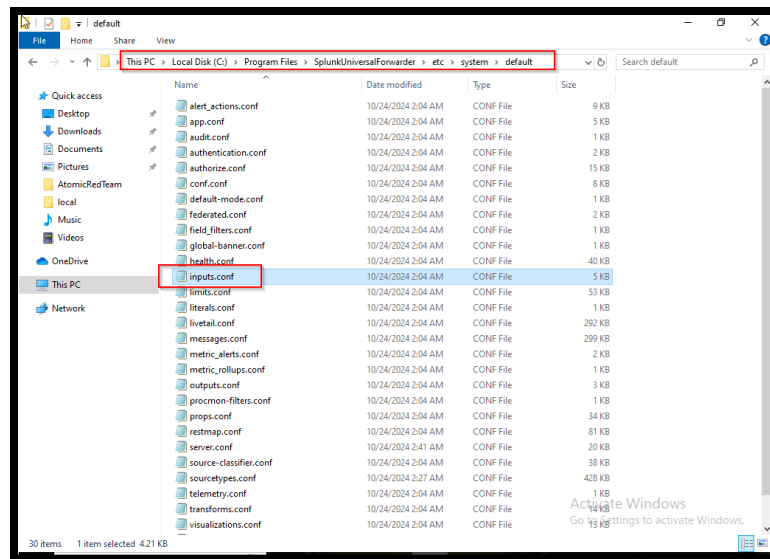 default
File Home Share View
This PC > Local Disk (C:) > Program Files > SplunkUniversalForwarder > etc > system > default
Search default
Name Date modified Type Size
Quick access
Desktop
Downloads
Documents
Pictures
AtomicRedTeam
local
Music
Videos
OneDrive
This PC
Network
alert_actions.conf 10/24/2024 2:04 AM CONF File 9 KB
app.conf 10/24/2024 2:04 AM CONF File 5 KB
audit.conf 10/24/2024 2:04 AM CONF File 1 KB
authentication.conf 10/24/2024 2:04 AM CONF File 2 KB
authorize.conf 10/24/2024 2:04 AM CONF File 15 KB
conf.conf 10/24/2024 2:04 AM CONF File 8 KB
default-mode.conf 10/24/2024 2:04 AM CONF File 1 KB
federated.conf 10/24/2024 2:04 AM CONF File 2 KB
field_filters.conf 10/24/2024 2:04 AM CONF File 1 KB
global-banner.conf 10/24/2024 2:04 AM CONF File 1 KB
health.conf 10/24/2024 2:04 AM CONF File 40 KB
inputs.conf 10/24/2024 2:04 AM CONF File 5 KB
limits.conf 10/24/2024 2:04 AM CONF File 53 KB
literals.conf 10/24/2024 2:04 AM CONF File 1 KB
livetail.conf 10/24/2024 2:04 AM CONF File 292 KB
messages.conf 10/24/2024 2:04 AM CONF File 299 KB
metric_alerts.conf 10/24/2024 2:04 AM CONF File 2 KB
metric_rollups.conf 10/24/2024 2:04 AM CONF File 1 KB
outputs.conf 10/24/2024 2:04 AM CONF File 3 KB
procmon-filters.conf 10/24/2024 2:04 AM CONF File 1 KB
props.conf 10/24/2024 2:04 AM CONF File 34 KB
restmap.conf 10/24/2024 2:04 AM CONF File 81 KB
server.conf 10/24/2024 2:41 AM CONF File 20 KB
source-classifier.conf 10/24/2024 2:04 AM CONF File 38 KB
sourcetypes.conf 10/24/2024 2:27 AM CONF File 428 KB
telemetry.conf 10/24/2024 2:04 AM CONF File 1 KB
transforms.conf 10/24/2024 2:04 AM CONF File 14 KB
visualizations.conf 10/24/2024 2:04 AM CONF File 13 KB
Activate Windows
Go to Settings to activate Windows.
30 items 1 item selected 4.21 KB